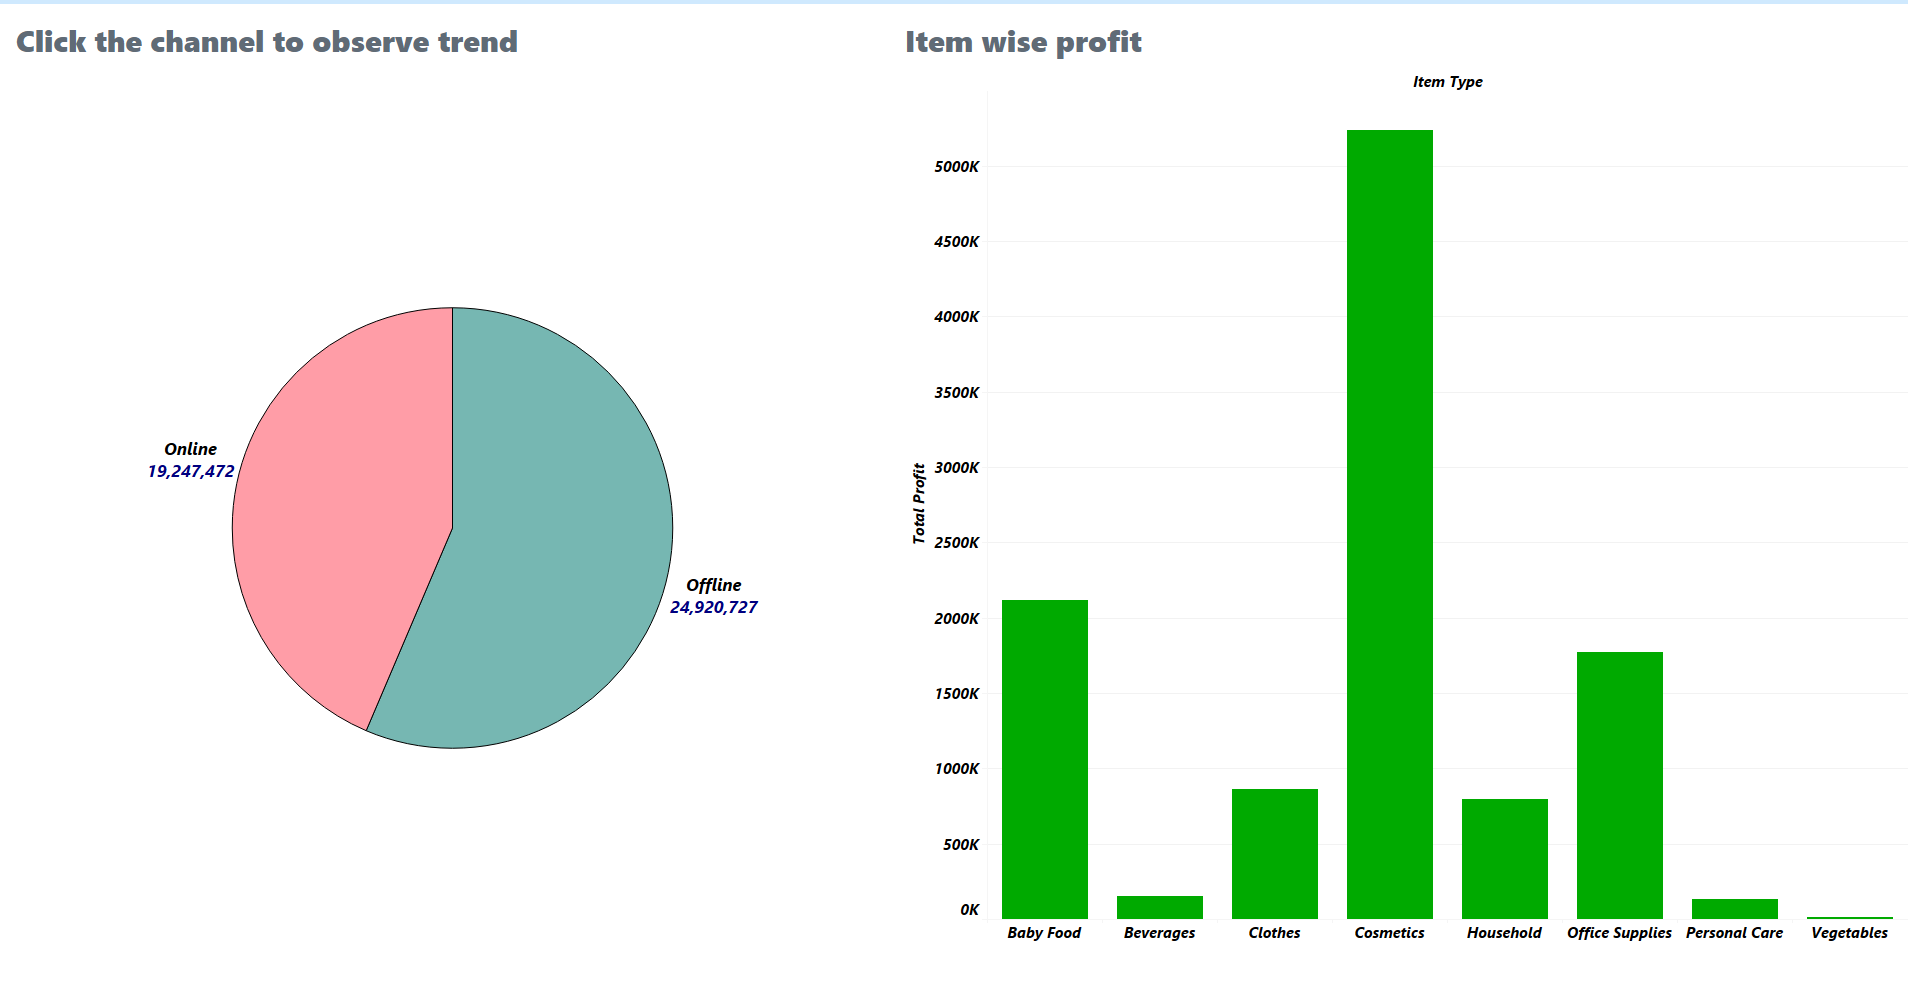 Click the channel to observe trend
Online
19,247,472
Offline
24,920,727
Item wise profit
Item Type
Total Profit
5000K
4500K
4000K
3500K
3000K
2500K
2000K
1500K
1000K
500K
0K
Baby Food Beverages Clothes Cosmetics Household Office Supplies Personal Care Vegetables